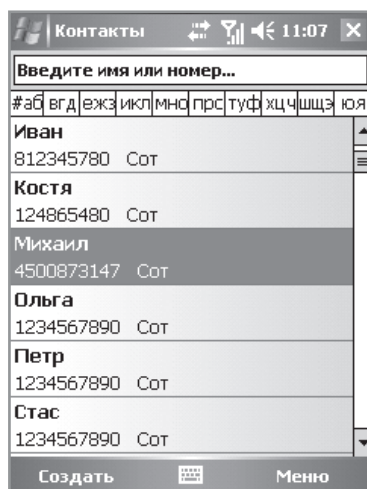 Контакты 11:07
Введите имя или номер...
#аб вгд ежз икл мно прс туф хцч шщэ юя
Иван
812345780 Сот
Костя
124865480 Сот
Михаил
4500873147 Сот
Ольга
1234567890 Сот
Петр
1234567890 Сот
Стас
1234567890 Сот
Создать Меню